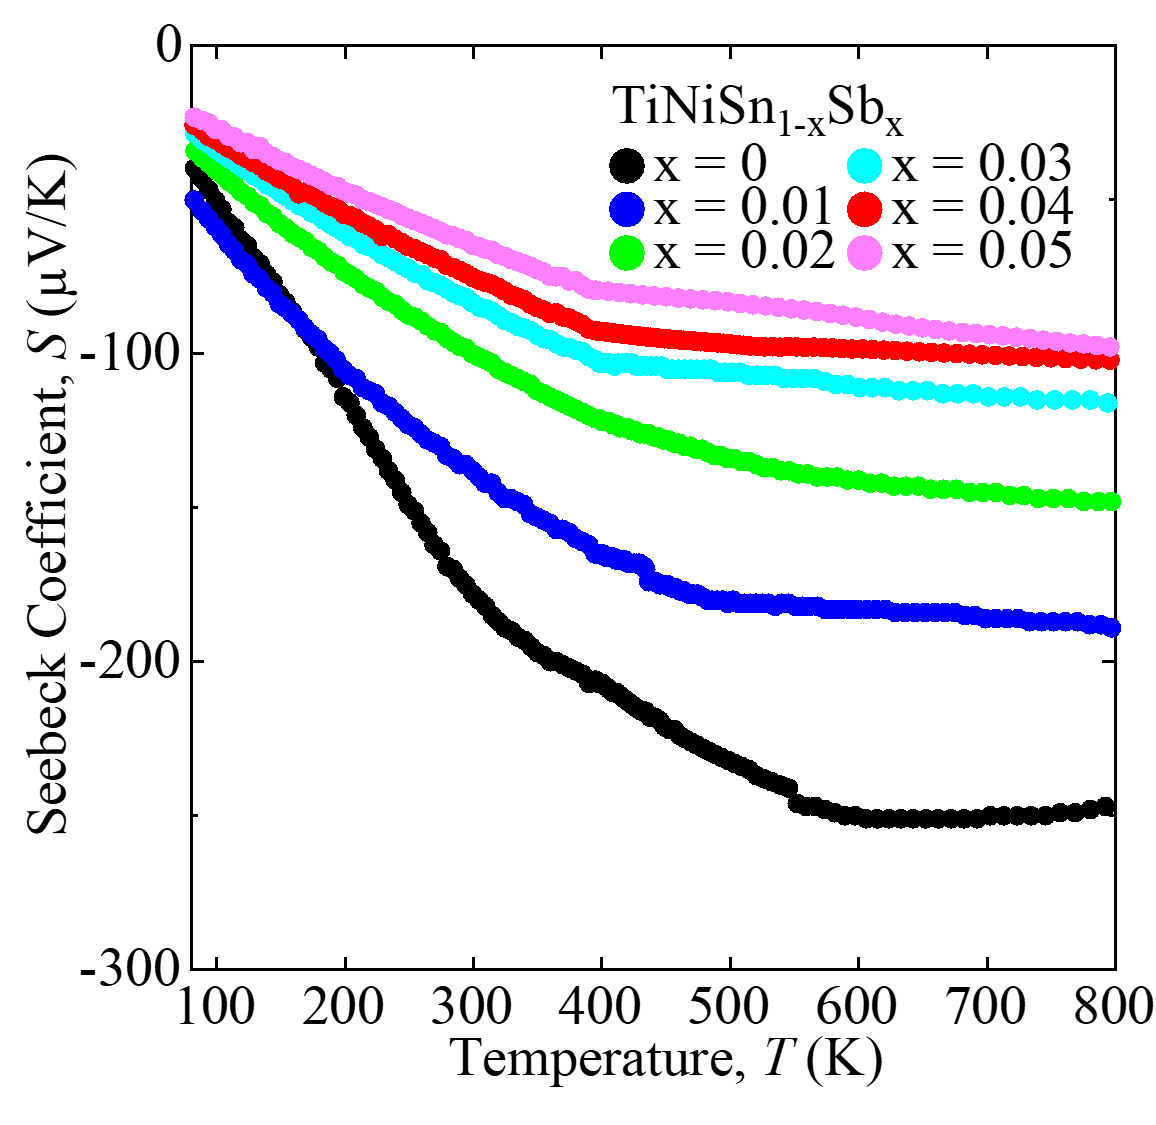 0
-100
-200
-300
Seebeck Coefficient, S (µV/K)
TiNiSn1-xSbx
x = 0
x = 0.03
x = 0.01
x = 0.04
x = 0.02
x = 0.05
100 200 300 400 500 600 700 800
Temperature, T (K)